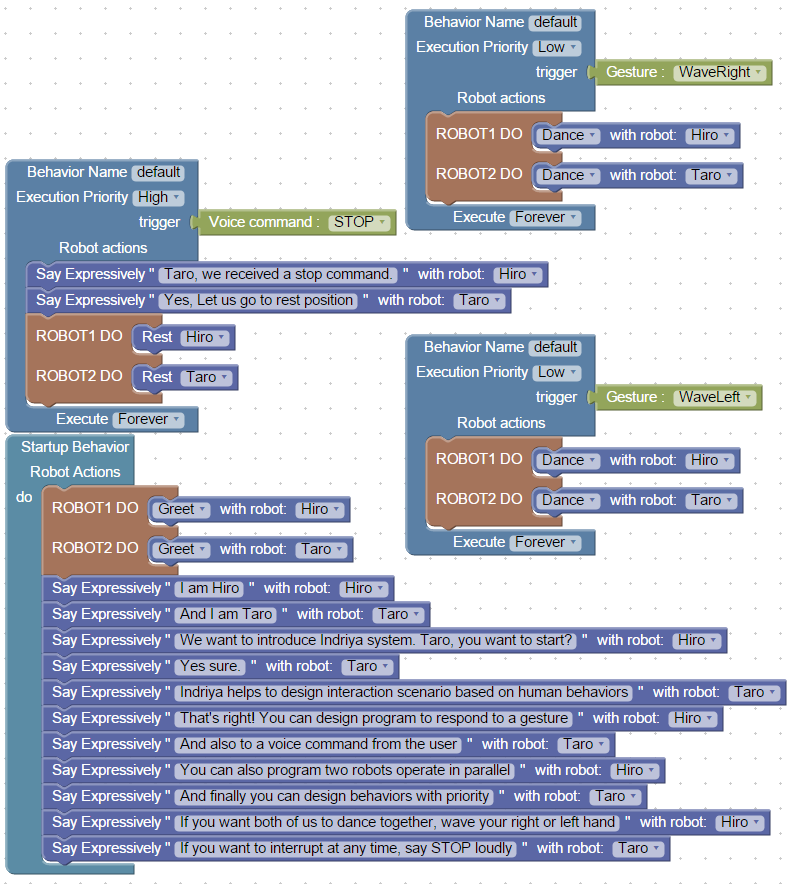 Behavior Name default
Execution Priority Low
trigger Gesture : WaveRight
Robot actions
ROBOT1 DO Dance with robot: Hiro
ROBOT2 DO Dance with robot: Taro
Execute Forever
Behavior Name default
Execution Priority High
trigger Voice command : STOP
Robot actions
Say Expressively " Taro, we received a stop command. " with robot: Hiro
Say Expressively " Yes, Let us go to rest position " with robot: Taro
ROBOT1 DO Rest Hiro
ROBOT2 DO Rest Taro
Execute Forever
Behavior Name default
Execution Priority Low
trigger Gesture : WaveLeft
Robot actions
ROBOT1 DO Dance with robot: Hiro
ROBOT2 DO Dance with robot: Taro
Execute Forever
Startup Behavior
Robot Actions
do
ROBOT1 DO Greet with robot: Hiro
ROBOT2 DO Greet with robot: Taro
Say Expressively " I am Hiro " with robot: Hiro
Say Expressively " And I am Taro " with robot: Taro
Say Expressively " We want to introduce Indriya system. Taro, you want to start? " with robot: Hiro
Say Expressively " Yes sure. " with robot: Taro
Say Expressively " Indriya helps to design interaction scenario based on human behaviors " with robot: Taro
Say Expressively " That's right! You can design program to respond to a gesture " with robot: Hiro
Say Expressively " And also to a voice command from the user " with robot: Taro
Say Expressively " You can also program two robots operate in parallel " with robot: Hiro
Say Expressively " And finally you can design behaviors with priority " with robot: Taro
Say Expressively " If you want both of us to dance together, wave your right or left hand " with robot: Hiro
Say Expressively " If you want to interrupt at any time, say STOP loudly " with robot: Taro